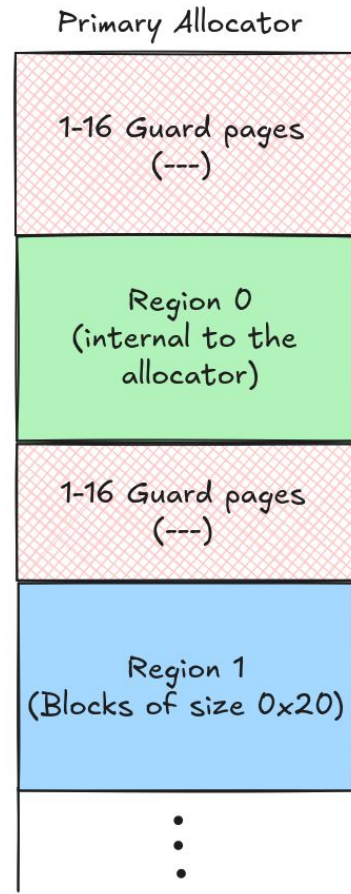 Primary Allocator
1-16 Guard pages
(---)
Region 0
(internal to the
allocator)
1-16 Guard pages
(---)
Region 1
(Blocks of size 0x20)